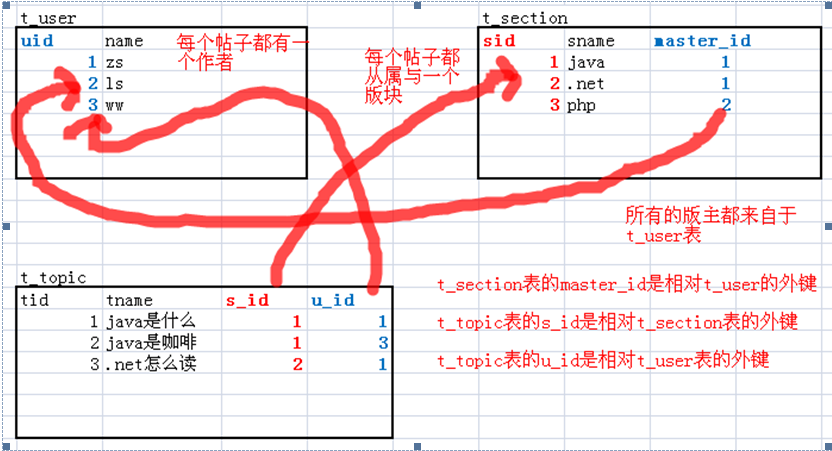 t_user
uid name
1 zs
2 ls
3 ww
每个帖子都有一
个作者
每个帖子都
从属与一个
版块
t_section
sid sname master_id
1 java 1
2 .net 1
3 php 2
所有的版主都来自于
t_user表
t_topic
tid tname s_id u_id
1 java是什么 1 1
2 java是咖啡 1 3
3 .net怎么读 2 1
t_section表的master_id是相对t_user的外键
t_topic表的s_id是相对t_section表的外键
t_topic表的u_id是相对t_user表的外键